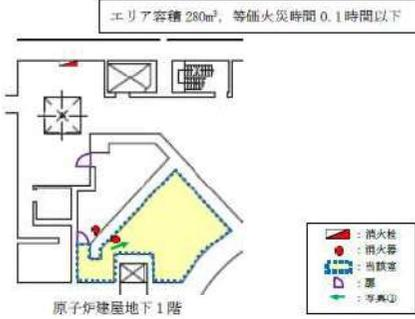 エリア容積 280m³, 等価火災時間 0.1 時間以下
原子炉建屋地下1階
：消火栓
：消火器
：当該室
：扉
：写真①